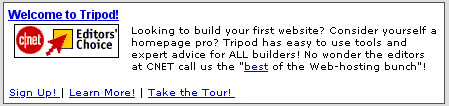 Welcome to Tripod!
c|net Editors' Choice
Looking to build your first website? Consider yourself a
homepage pro? Tripod has easy to use tools and
expert advice for ALL builders! No wonder the editors
at CNET call us the "best of the Web-hosting bunch"!
Sign Up! | Learn More! | Take the Tour!